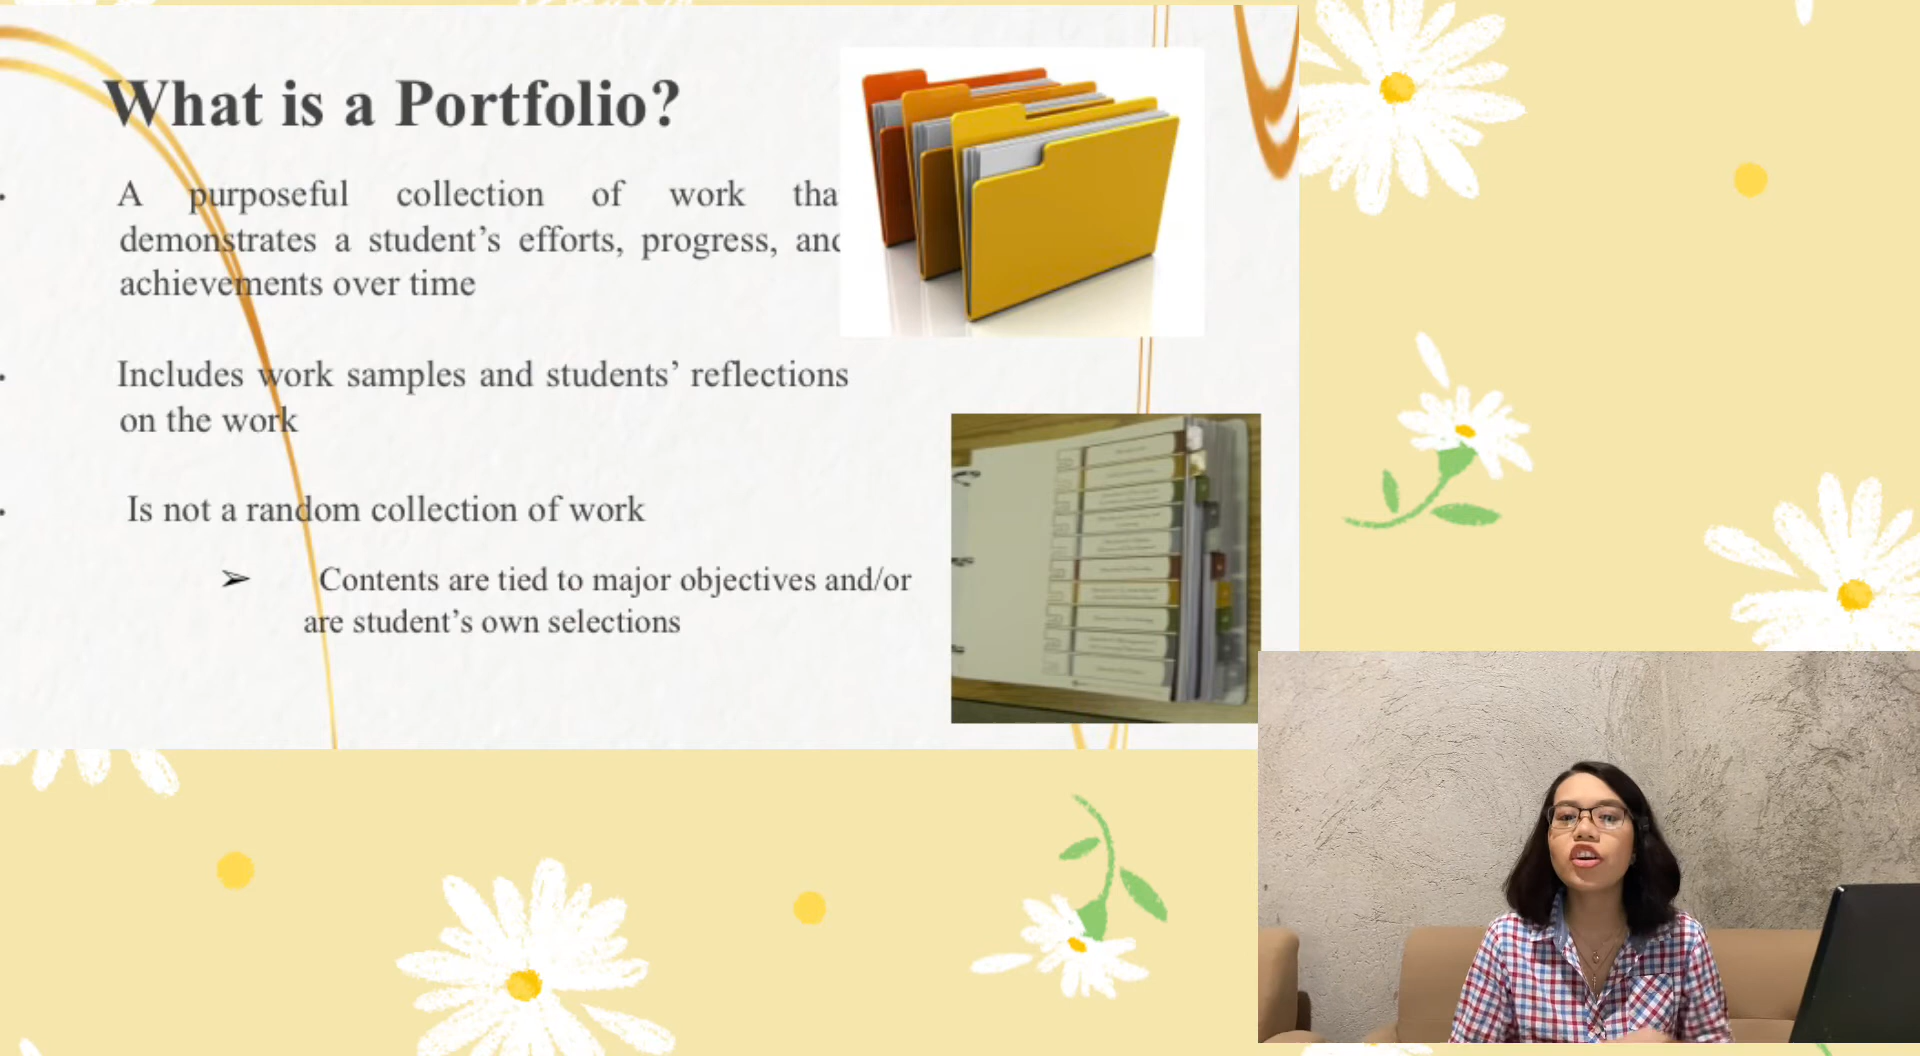 What is a Portfolio?
• A purposeful collection of work tha
demonstrates a student’s efforts, progress, and
achievements over time
• Includes work samples and students’ reflections
on the work
• Is not a random collection of work
➢ Contents are tied to major objectives and/or
are student’s own selections